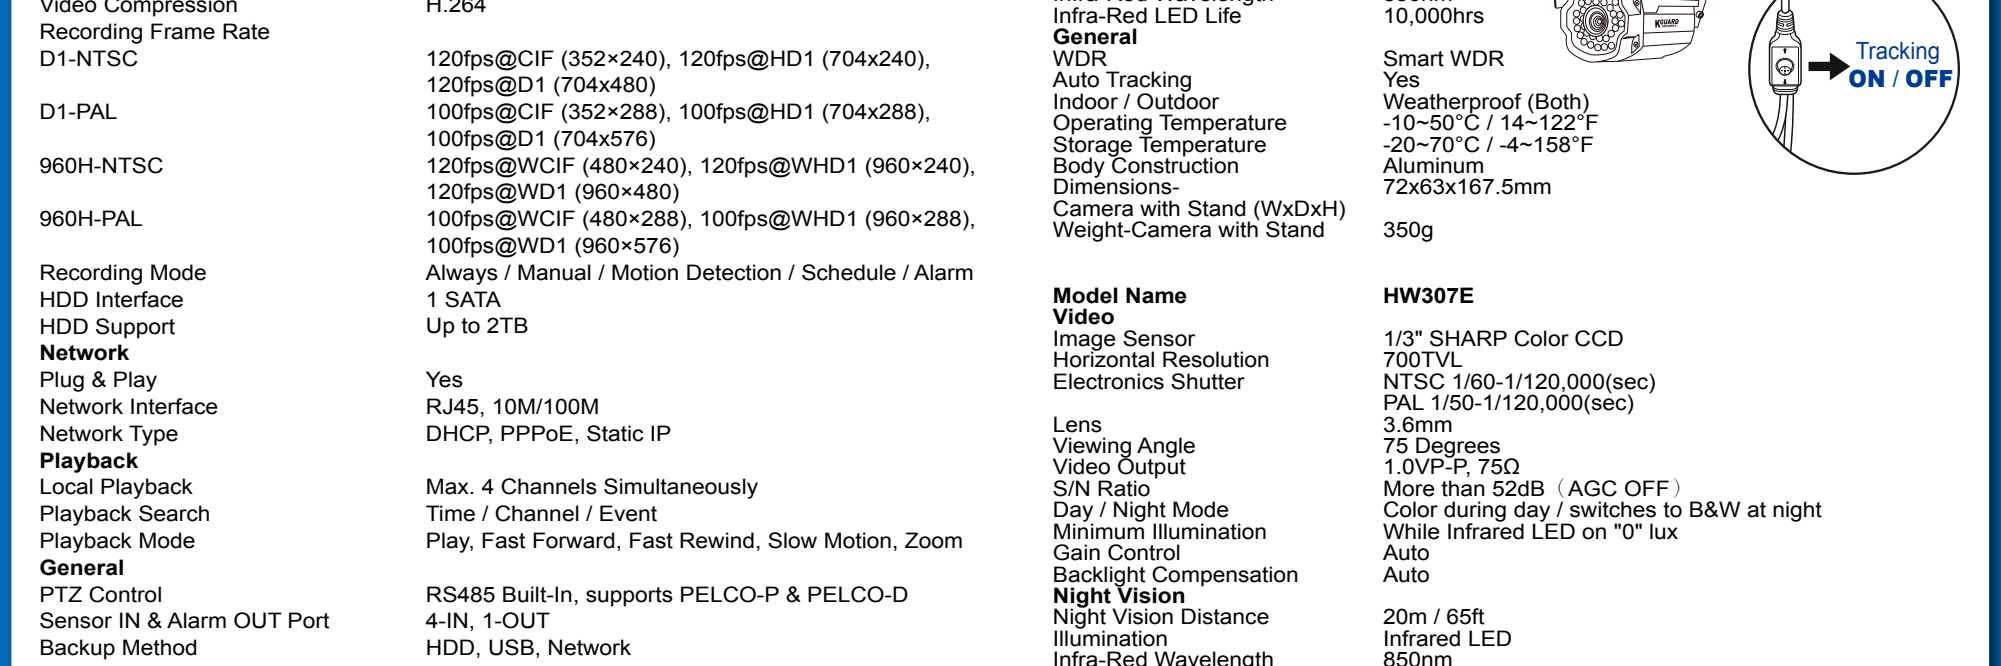 Video Compression H.264
Recording Frame Rate
D1-NTSC 120fps@CIF (352×240), 120fps@HD1 (704x240),
120fps@D1 (704x480)
D1-PAL 100fps@CIF (352×288), 100fps@HD1 (704x288),
100fps@D1 (704x576)
960H-NTSC 120fps@WCIF (480×240), 120fps@WHD1 (960×240),
120fps@WD1 (960×480)
960H-PAL 100fps@WCIF (480×288), 100fps@WHD1 (960×288),
100fps@WD1 (960×576)
Recording Mode Always / Manual / Motion Detection / Schedule / Alarm
HDD Interface 1 SATA
HDD Support Up to 2TB
Network
Plug & Play Yes
Network Interface RJ45, 10M/100M
Network Type DHCP, PPPoE, Static IP
Playback
Local Playback Max. 4 Channels Simultaneously
Playback Search Time / Channel / Event
Playback Mode Play, Fast Forward, Fast Rewind, Slow Motion, Zoom
General
PTZ Control RS485 Built-In, supports PELCO-P & PELCO-D
Sensor IN & Alarm OUT Port 4-IN, 1-OUT
Backup Method HDD, USB, Network
Infra-Red Wavelength 850nm
Infra-Red LED Life 10,000hrs
General
WDR Smart WDR
Auto Tracking Yes
Indoor / Outdoor Weatherproof (Both)
Operating Temperature -10~50°C / 14~122°F
Storage Temperature -20~70°C / -4~158°F
Body Construction Aluminum
Dimensions- 72x63x167.5mm
Camera with Stand (WxDxH)
Weight-Camera with Stand 350g
KGUARD
SECURITY
Tracking
ON / OFF
Model Name HW307E
Video
Image Sensor 1/3" SHARP Color CCD
Horizontal Resolution 700TVL
Electronics Shutter NTSC 1/60-1/120,000(sec)
PAL 1/50-1/120,000(sec)
Lens 3.6mm
Viewing Angle 75 Degrees
Video Output 1.0VP-P, 75Ω
S/N Ratio More than 52dB（AGC OFF）
Day / Night Mode Color during day / switches to B&W at night
Minimum Illumination While Infrared LED on "0" lux
Gain Control Auto
Backlight Compensation Auto
Night Vision
Night Vision Distance 20m / 65ft
Illumination Infrared LED
Infra-Red Wavelength 850nm